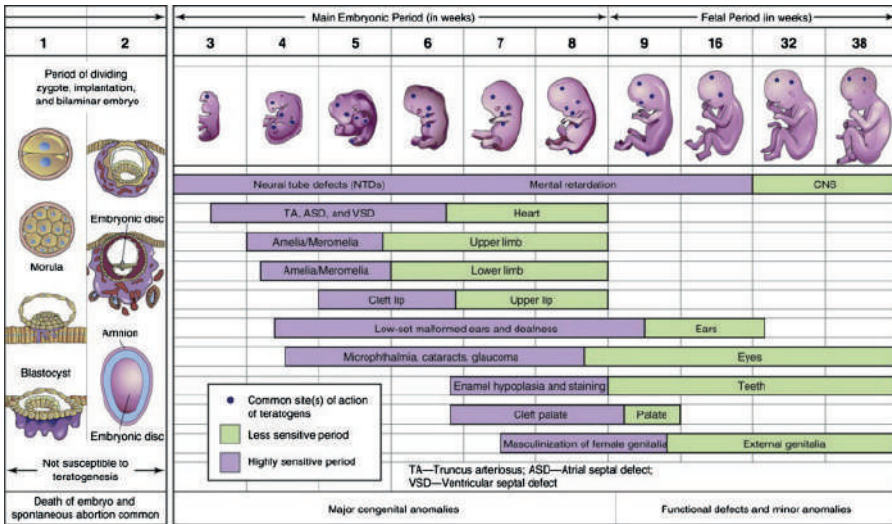 Main Embryonic Period (in weeks)
Fetal Period (in weeks)
1 2 3 4 5 6 7 8 9 16 32 38
Period of dividing
zygote, implantation,
and bilaminar embryo
Embryonic disc
Morula
Amnion
Blastocyst
Embryonic disc
Not susceptible to
teratogenesis
Death of embryo and
spontaneous abortion common
Neural tube defects (NTDs) Mental retardation CNS
TA, ASD, and VSD Heart
Amelia/Meromelia Upper limb
Amelia/Meromelia Lower limb
Cleft lip Upper lip
Low-set malformed ears and deafness Ears
Microphthalmia, cataracts, glaucoma Eyes
Enamel hypoplasia and staining Teeth
Cleft palate Palate
Masculinization of female genitalia External genitalia
Common site(s) of action
of teratogens
Less sensitive period
Highly sensitive period
TA—Truncus arteriosus; ASD—Atrial septal defect;
VSD—Ventricular septal defect
Major congenital anomalies
Functional defects and minor anomalies